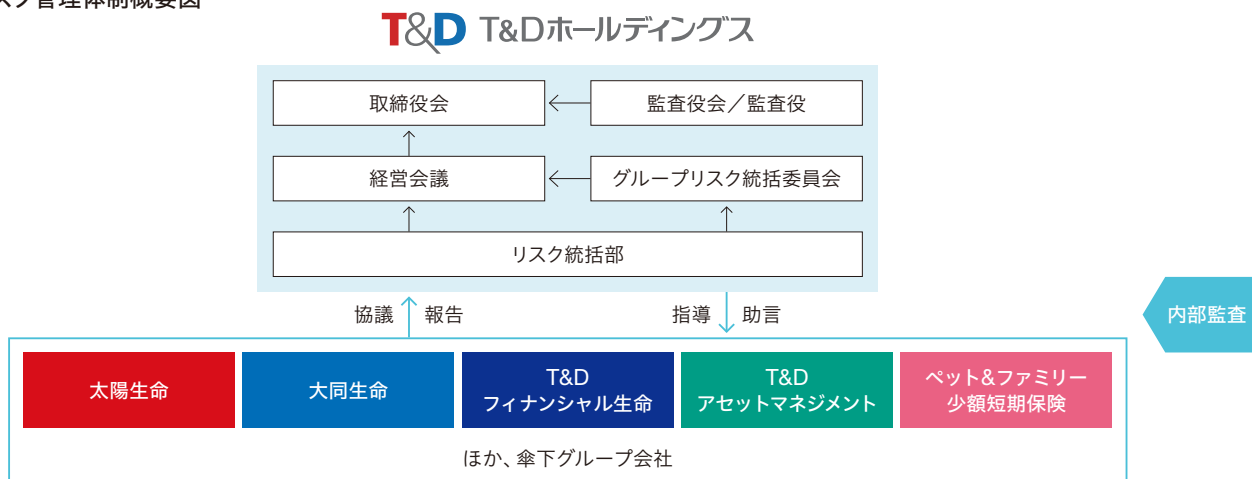 スク管理体制概要図
T&D T&Dホールディングス
取締役会
監査役会／監査役
経営会議
グループリスク統括委員会
リスク統括部
協議 報告
指導 助言
内部監査
太陽生命
大同生命
T&D
フィナンシャル生命
T&D
アセットマネジメント
ペット&ファミリー
少額短期保険
ほか、傘下グループ会社